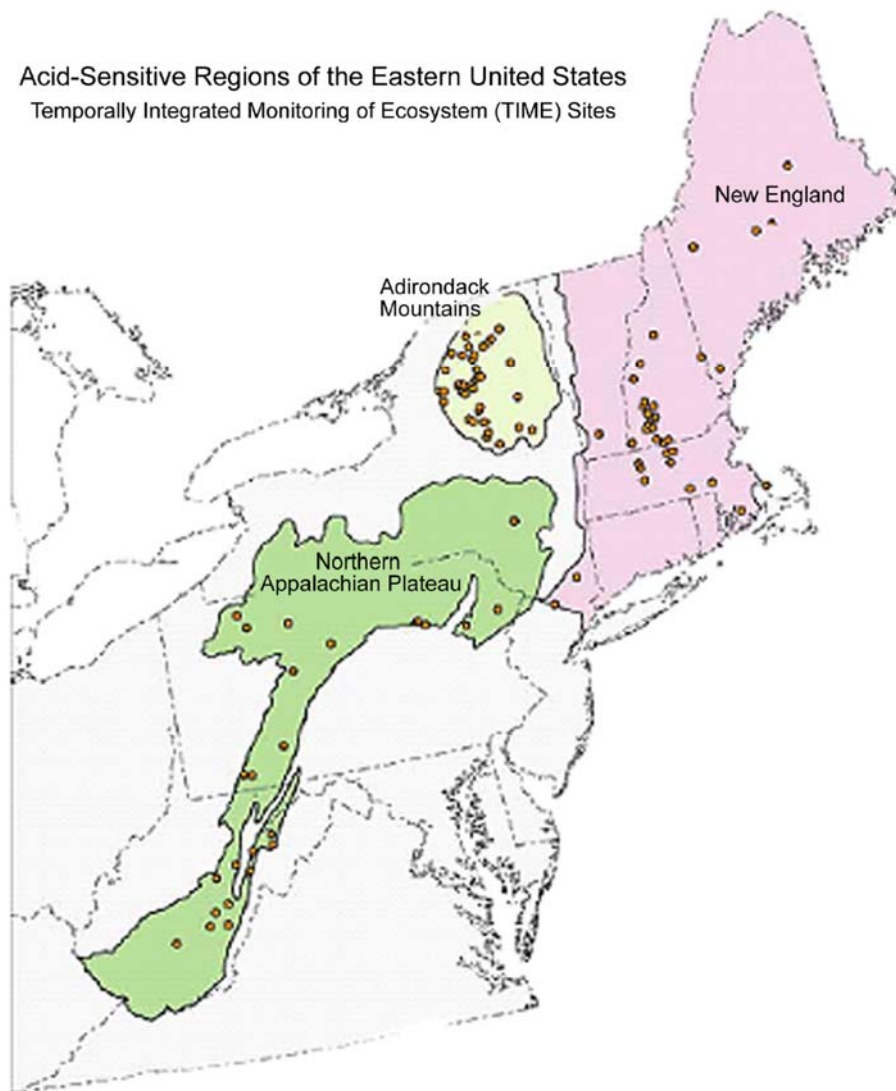 Acid-Sensitive Regions of the Eastern United States
Temporally Integrated Monitoring of Ecosystem (TIME) Sites
New England
Adirondack
Mountains
Northern
Appalachian Plateau